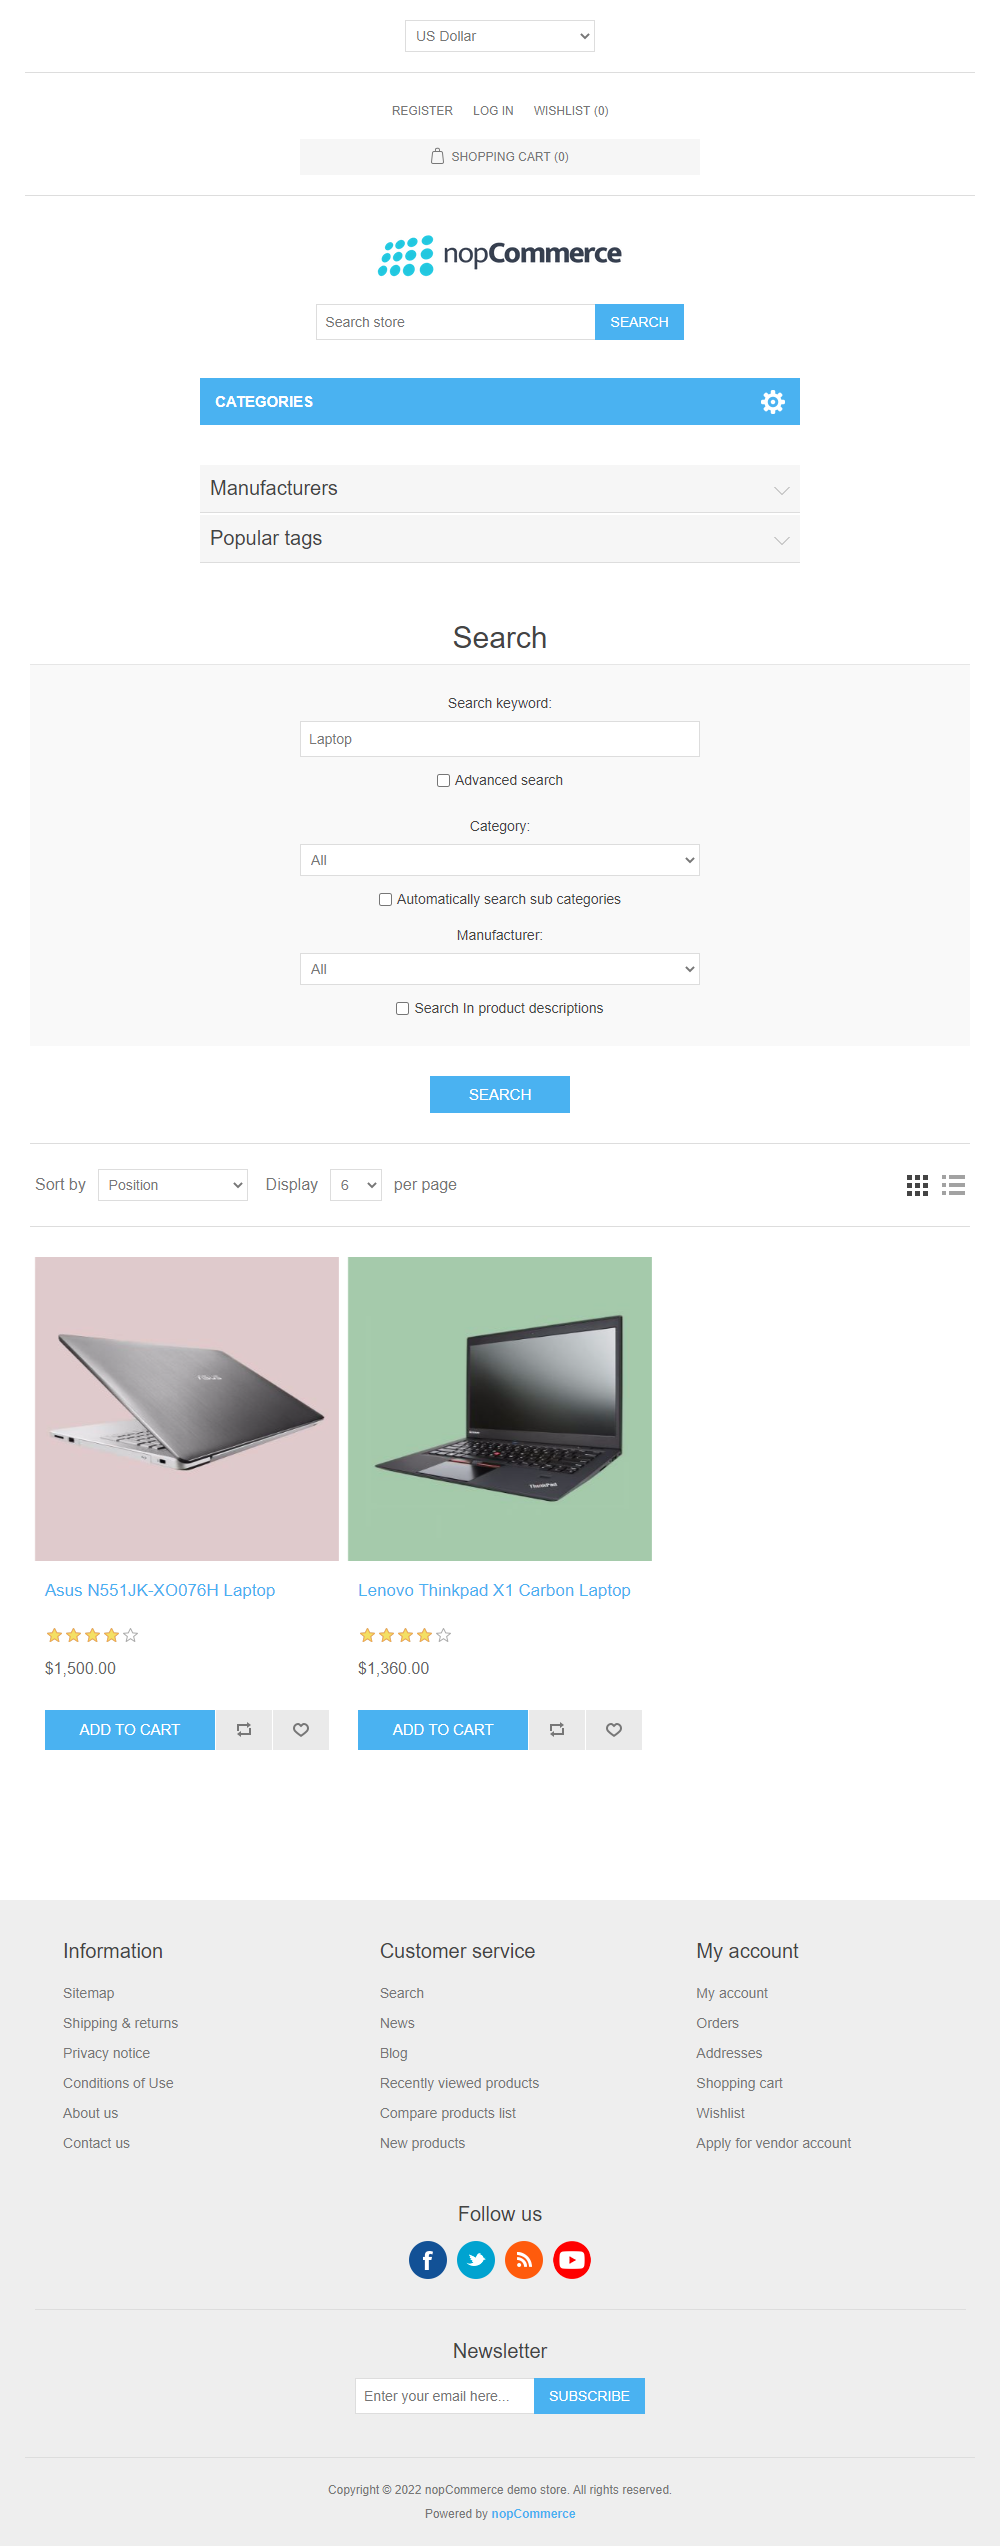 US Dollar
REGISTER LOG IN WISHLIST (0)
SHOPPING CART (0)
nopCommerce
Search store SEARCH
CATEGORIES
Manufacturers
Popular tags
Search
Search keyword:
Laptop
Advanced search
Category:
All
Automatically search sub categories
Manufacturer:
All
Search In product descriptions
SEARCH
Sort by Position Display 6 per page
ThinkPad
Asus N551JK-XO076H Laptop
$1,500.00
ADD TO CART
Lenovo Thinkpad X1 Carbon Laptop
$1,360.00
ADD TO CART
Information
Sitemap
Shipping & returns
Privacy notice
Conditions of Use
About us
Contact us
Customer service
Search
News
Blog
Recently viewed products
Compare products list
New products
My account
My account
Orders
Addresses
Shopping cart
Wishlist
Apply for vendor account
Follow us
Newsletter
Enter your email here... SUBSCRIBE
Copyright © 2022 nopCommerce demo store. All rights reserved.
Powered by nopCommerce